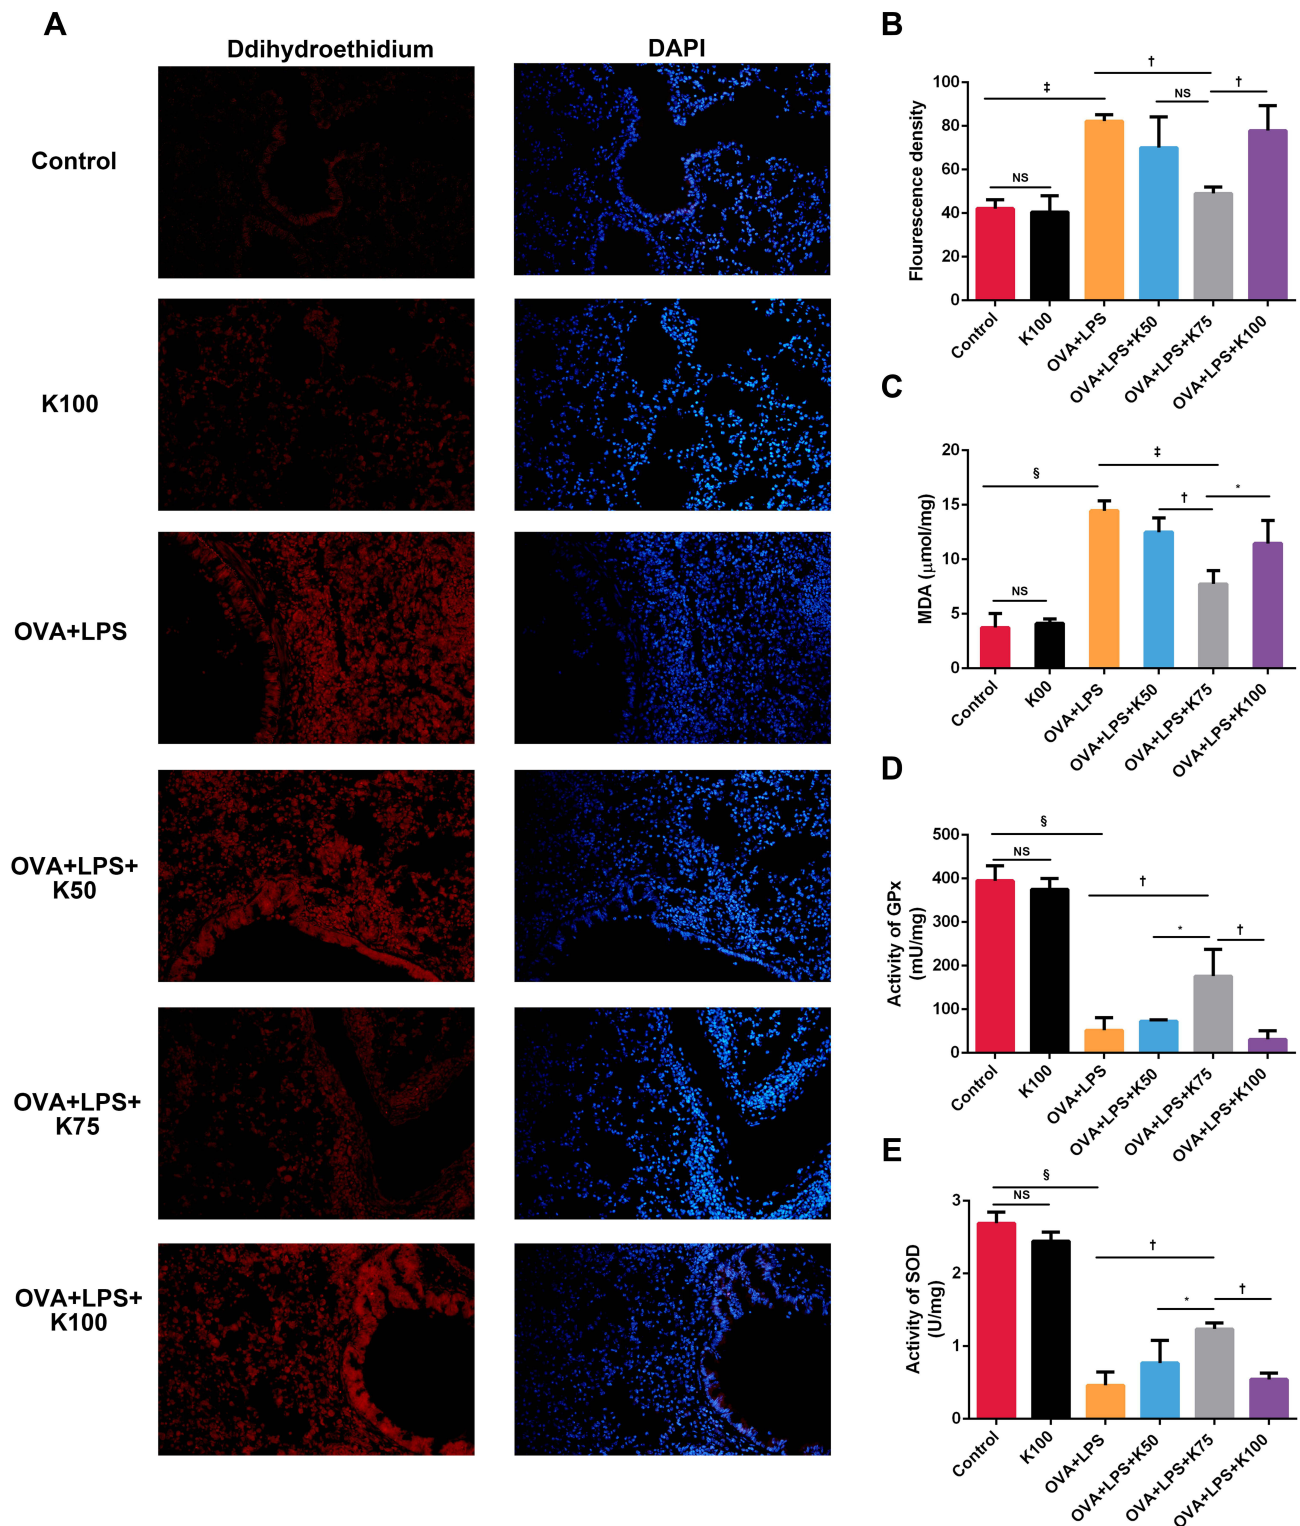 A
Ddihydroethidium
DAPI
Control
K100
OVA+LPS
OVA+LPS+
K50
OVA+LPS+
K75
OVA+LPS+
K100
B
Flourescence density
100
80
60
40
20
0
NS
‡
†
NS
†
Control
K100
OVA+LPS
OVA+LPS+K50
OVA+LPS+K75
OVA+LPS+K100
C
MDA (µmol/mg)
20
15
10
5
0
NS
§
‡
†
*
Control
K00
OVA+LPS
OVA+LPS+K50
OVA+LPS+K75
OVA+LPS+K100
D
Activity of GPx
(mU/mg)
500
400
300
200
100
0
§
NS
†
*
†
Control
K100
OVA+LPS
OVA+LPS+K50
OVA+LPS+K75
OVA+LPS+K100
E
Activity of SOD
(U/mg)
3
2
1
0
§
NS
†
*
†
Control
K100
OVA+LPS
OVA+LPS+K50
OVA+LPS+K75
OVA+LPS+K100